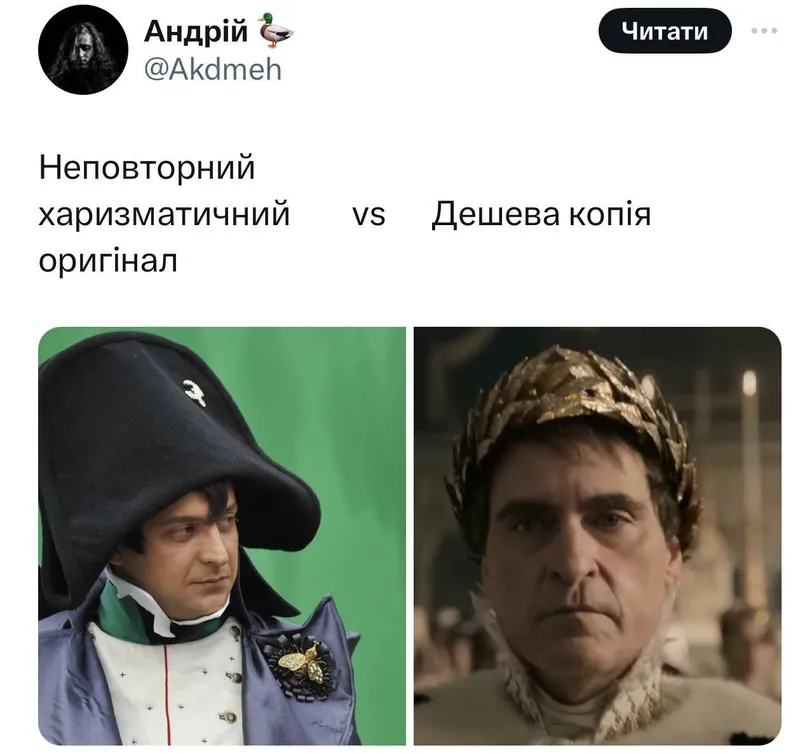 Андрій 🦆
@Akdmeh
Читати
Неповторний
харизматичний vs Дешева копія
оригінал